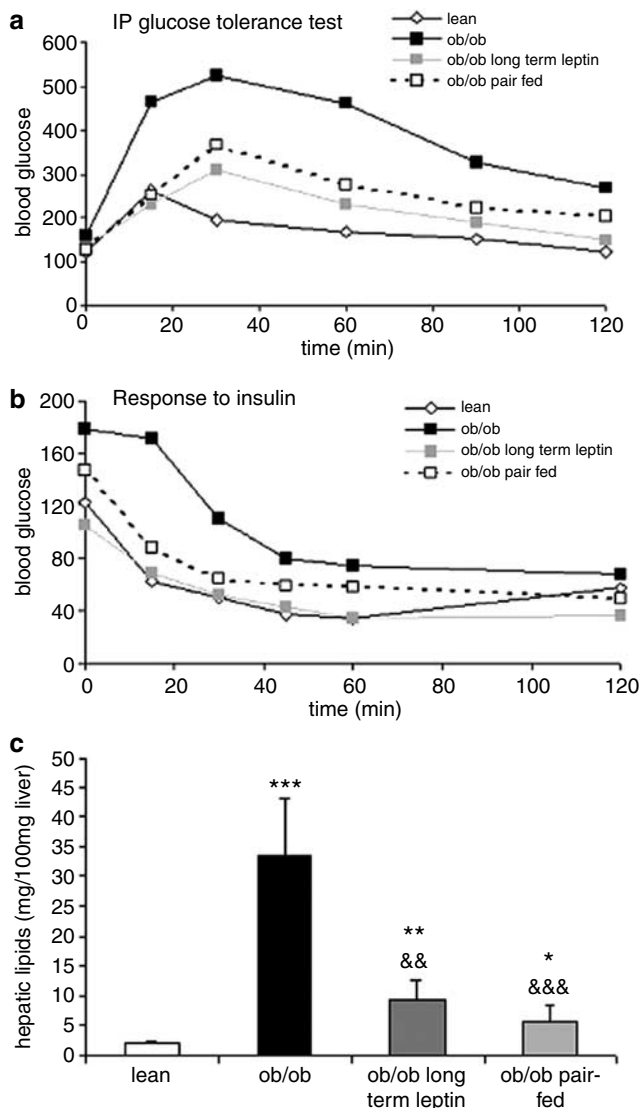 a
IP glucose tolerance test
lean
ob/ob
ob/ob long term leptin
ob/ob pair fed
blood glucose
600
500
400
300
200
100
0
0 20 40 60 80 100 120
time (min)
b
Response to insulin
lean
ob/ob
ob/ob long term leptin
ob/ob pair fed
blood glucose
200
160
120
80
40
0
0 20 40 60 80 100 120
time (min)
c
hepatic lipids (mg/100mg liver)
50
45
40
35
30
25
20
15
10
5
0
***
**
&&
*
&&&
lean
ob/ob
ob/ob long
term leptin
ob/ob pair-
fed